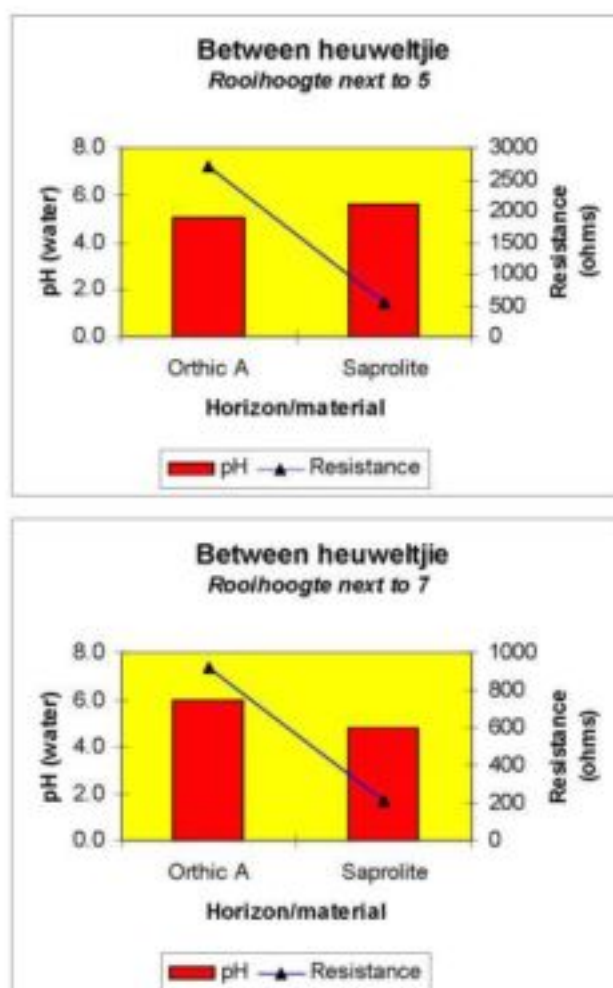 Between heuweltjie
Rooihoogte next to 5
8.0
6.0
4.0
2.0
0.0
pH (water)
3000
2500
2000
1500
1000
500
0
Resistance
(ohms)
Orthic A Saprolite
Horizon/material
pH Resistance
Between heuweltjie
Rooihoogte next to 7
8.0
6.0
4.0
2.0
0.0
pH (water)
1000
800
600
400
200
0
Resistance
(ohms)
Orthic A Saprolite
Horizon/material
pH Resistance